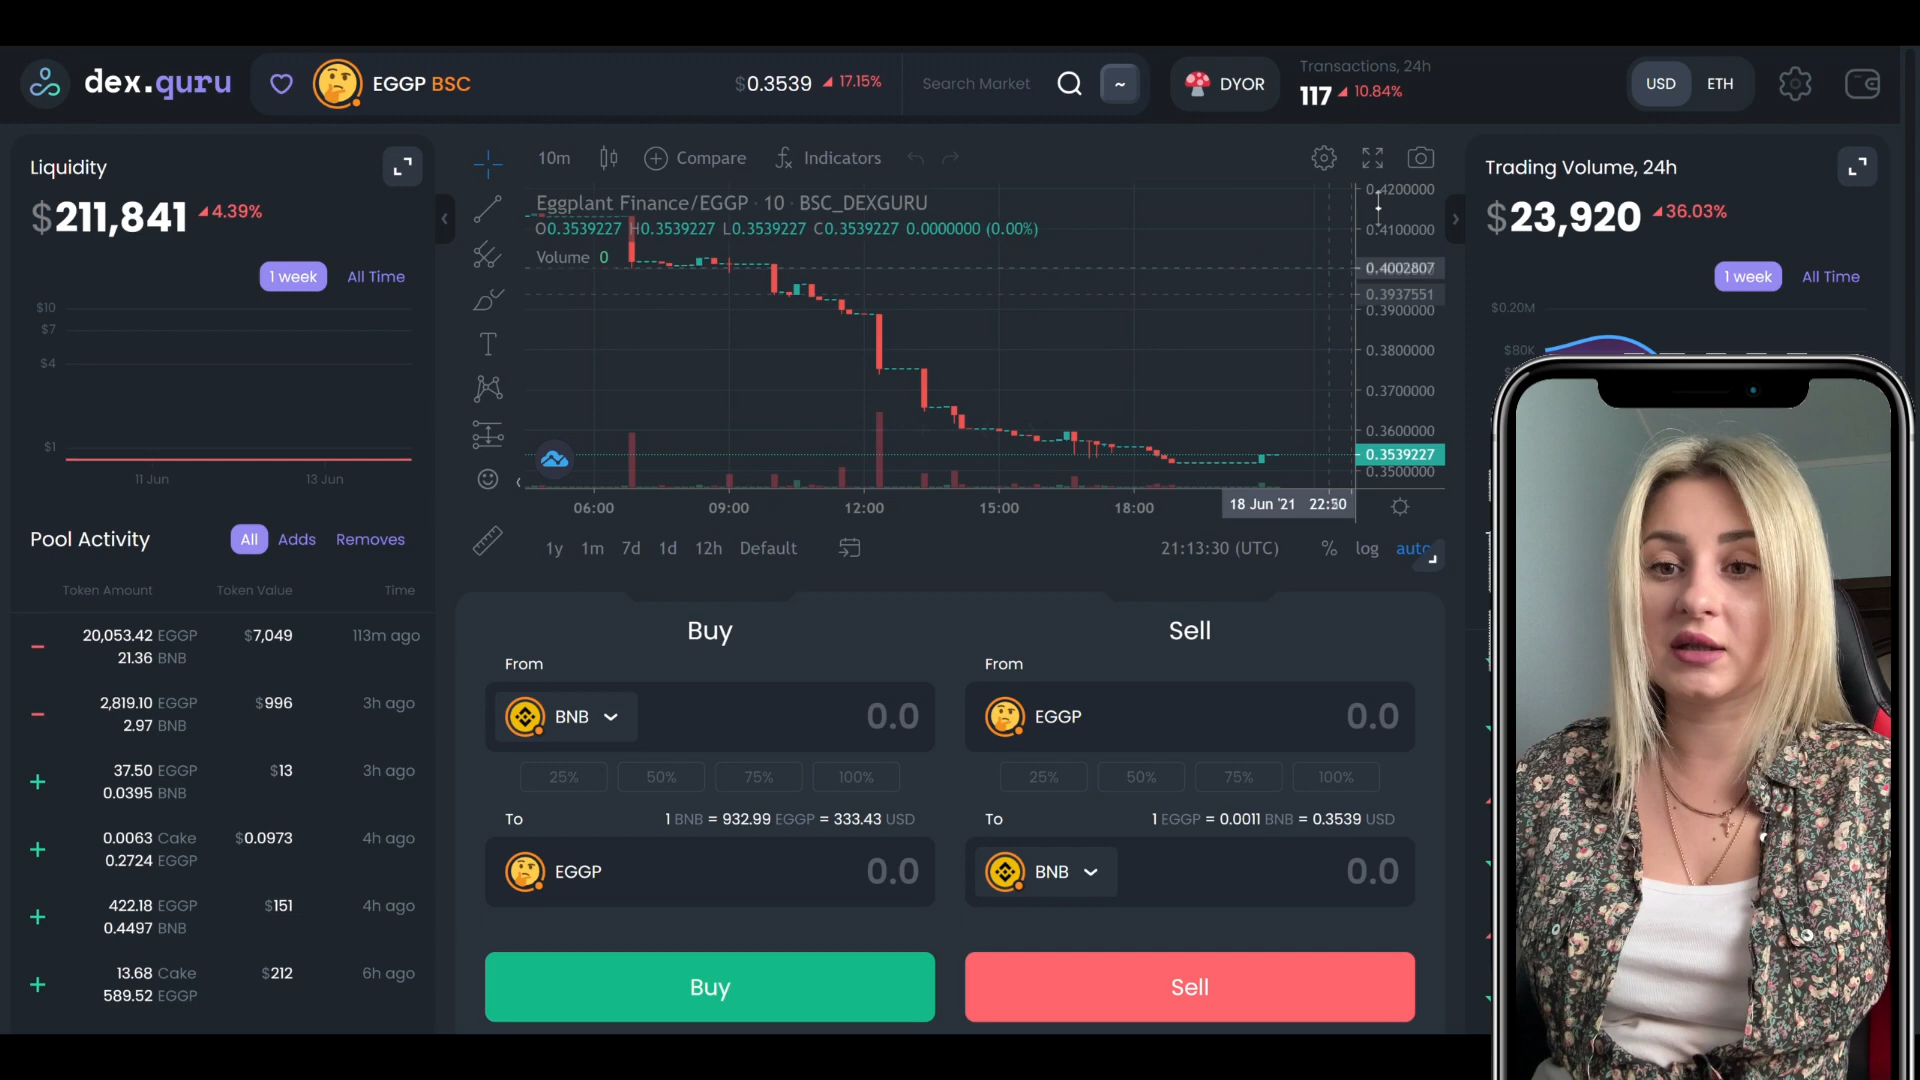 dex.guru
EGGP BSC
$0.3539 17.15%
Search Market
~
DYOR
Transactions, 24h
117 10.84%
USD
ETH
Liquidity
$211,841 4.39%
1 week
All Time
$10
$7
$4
$1
11 Jun
13 Jun
Pool Activity
All
Adds
Removes
Token Amount
Token Value
Time
20,053.42 EGGP
21.36 BNB
$7,049
113m ago
2,819.10 EGGP
2.97 BNB
$996
3h ago
37.50 EGGP
0.0395 BNB
$13
3h ago
0.0063 Cake
0.2724 EGGP
$0.0973
4h ago
422.18 EGGP
0.4497 BNB
$151
4h ago
13.68 Cake
589.52 EGGP
$212
6h ago
10m
Compare
Indicators
Eggplant Finance/EGGP · 10 · BSC_DEXGURU
O0.3539227 H0.3539227 L0.3539227 C0.3539227 0.0000000 (0.00%)
Volume 0
0.4200000
0.4100000
0.4002807
0.3937551
0.3900000
0.3800000
0.3700000
0.3600000
0.3539227
0.3500000
06:00
09:00
12:00
15:00
18:00
18 Jun '21
1y
1m
7d
1d
12h
Default
21:13:30 (UTC)
%
log
auto
Buy
From
BNB
0.0
25%
50%
75%
100%
To
1 BNB = 932.99 EGGP = 333.43 USD
EGGP
0.0
Buy
Sell
From
EGGP
0.0
25%
50%
75%
100%
To
1 EGGP = 0.0011 BNB = 0.3539 USD
BNB
0.0
Sell
Trading Volume, 24h
$23,920 36.03%
1 week
All Time
$0.20M
$80K